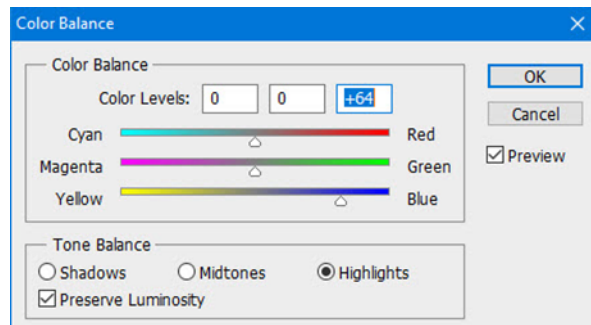 Color Balance
Color Balance
Color Levels: 0 0 +64
Cyan Red
Magenta Green
Yellow Blue
Tone Balance
Shadows Midtones Highlights
Preserve Luminosity
OK
Cancel
Preview